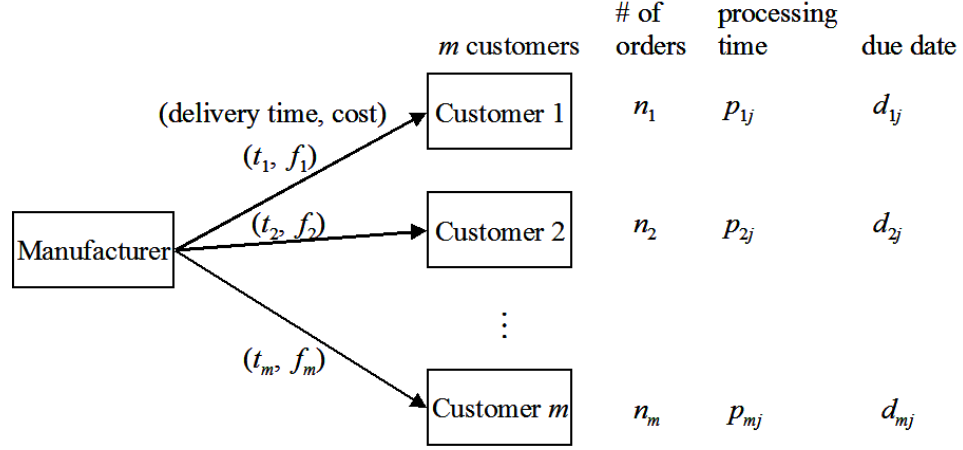 # of processing
m customers orders time due date
(delivery time, cost) Customer 1 n₁ p₁ⱼ d₁ⱼ
(t₁, f₁)
(t₂, f₂) Customer 2 n₂ p₂ⱼ d₂ⱼ
Manufacturer
⋮
(tₘ, fₘ)
Customer m nₘ pₘⱼ dₘⱼ